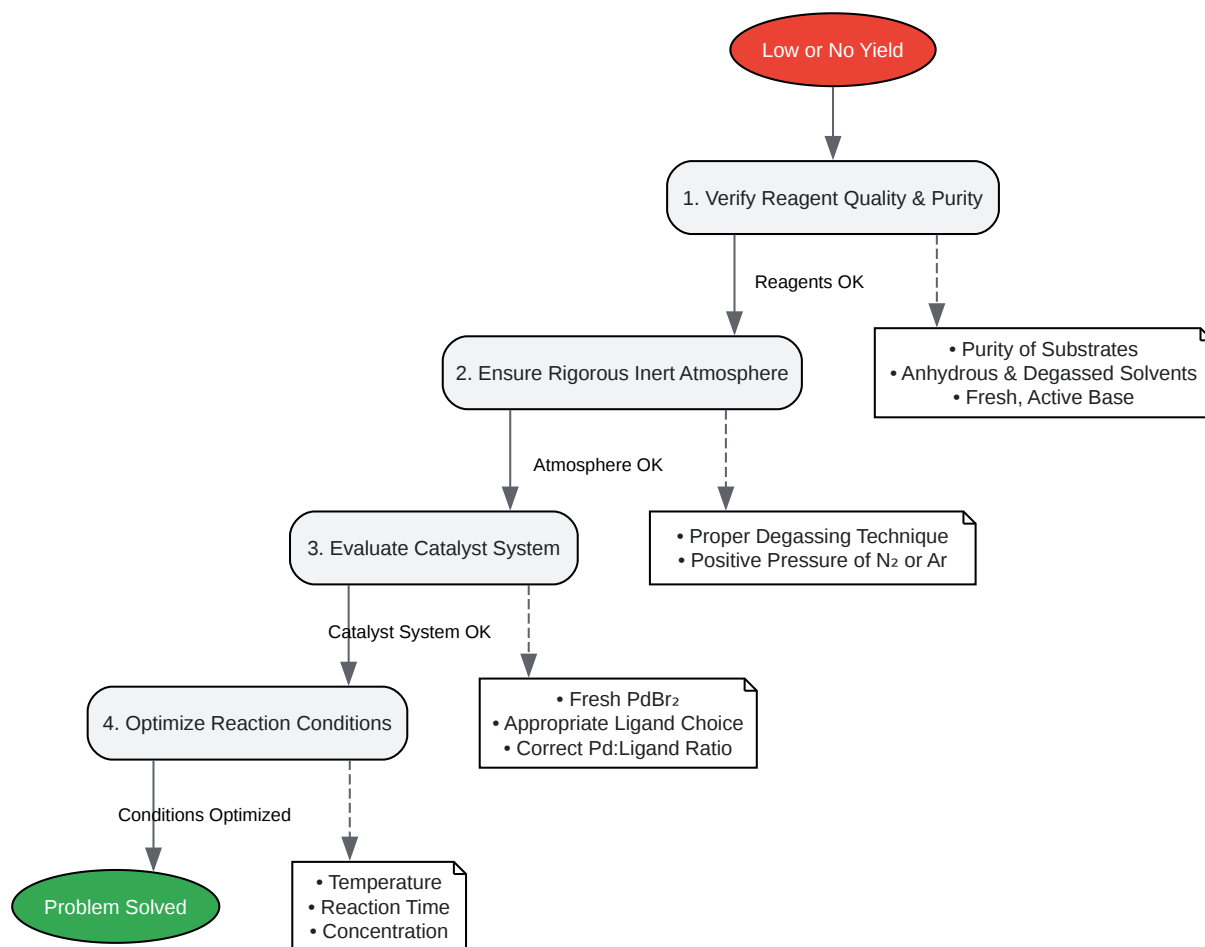 Low or No Yield
1. Verify Reagent Quality & Purity
Reagents OK
• Purity of Substrates
• Anhydrous & Degassed Solvents
• Fresh, Active Base
2. Ensure Rigorous Inert Atmosphere
Atmosphere OK
• Proper Degassing Technique
• Positive Pressure of N₂ or Ar
3. Evaluate Catalyst System
Catalyst System OK
• Fresh PdBr₂
• Appropriate Ligand Choice
• Correct Pd:Ligand Ratio
4. Optimize Reaction Conditions
Conditions Optimized
• Temperature
• Reaction Time
• Concentration
Problem Solved